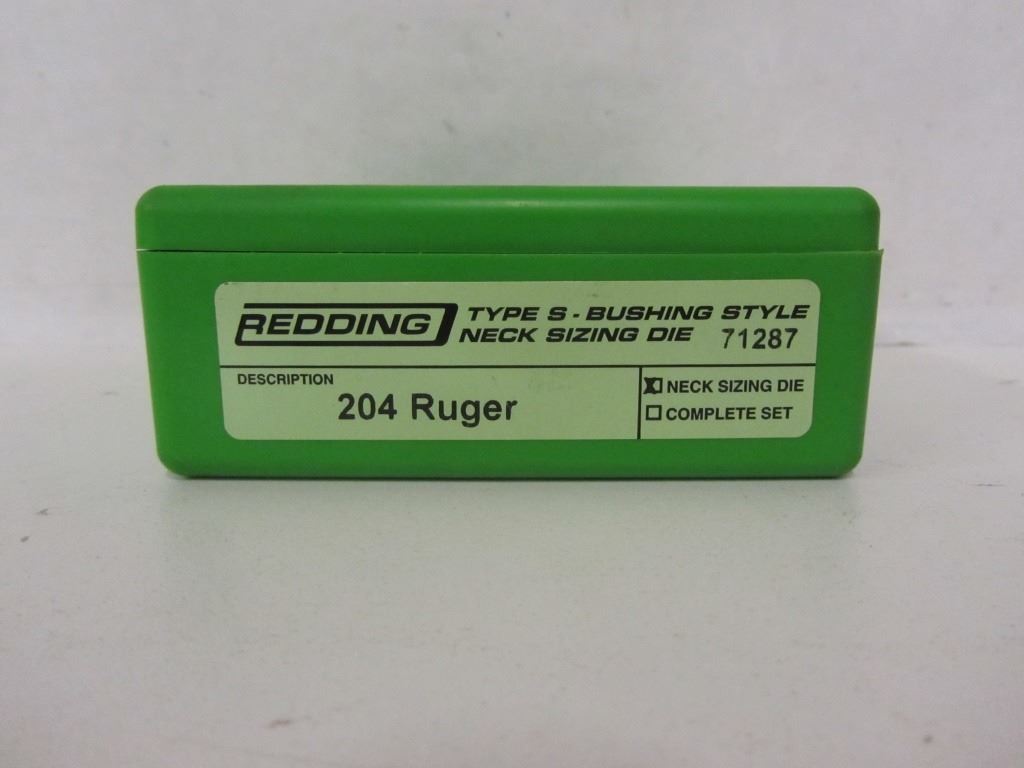 REDDING
TYPE S - BUSHING STYLE
NECK SIZING DIE 71287
DESCRIPTION
204 Ruger
NECK SIZING DIE
COMPLETE SET